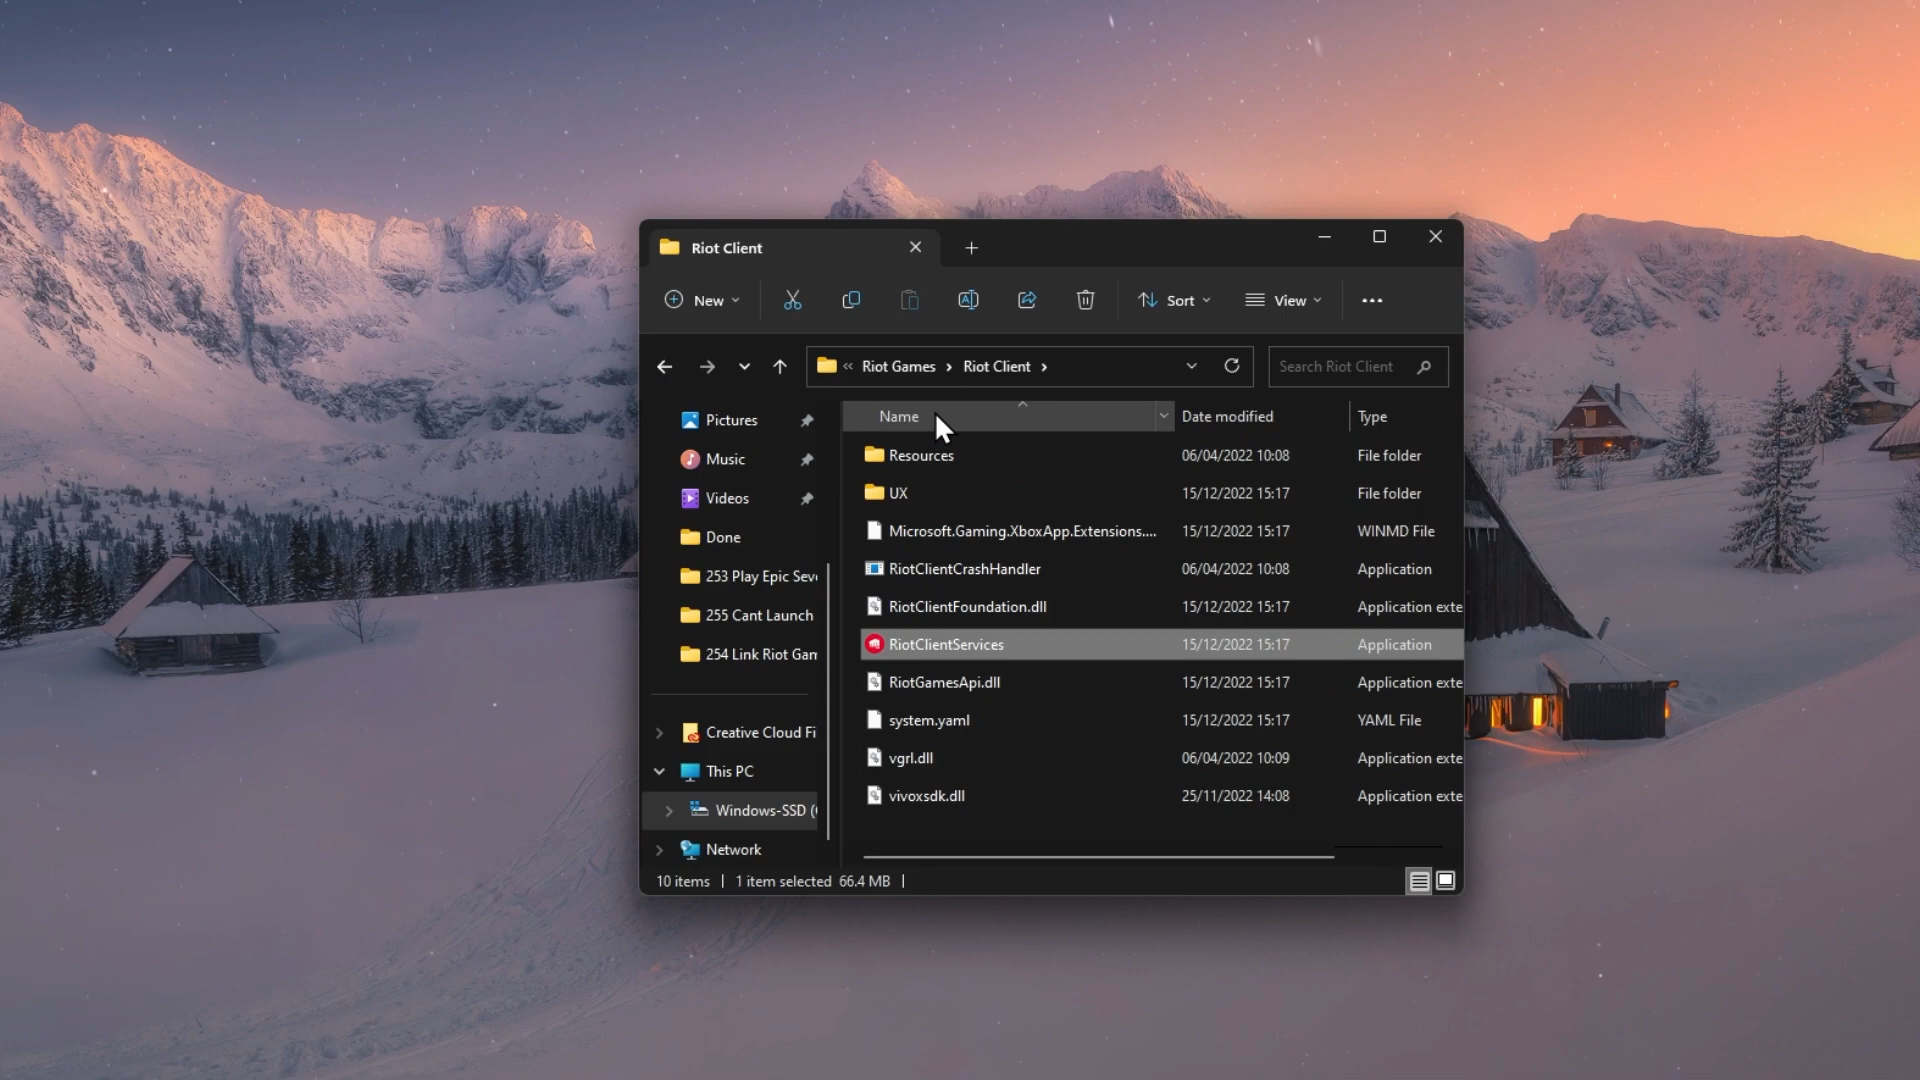 Riot Client
New
Sort
View
Riot Games
Riot Client
Search Riot Client
Name
Date modified
Type
Pictures
Music
Videos
Done
253 Play Epic Sev
255 Cant Launch
254 Link Riot Gam
Creative Cloud Fi
This PC
Windows-SSD (
Network
Resources 06/04/2022 10:08 File folder
UX 15/12/2022 15:17 File folder
Microsoft.Gaming.XboxApp.Extensions.... 15/12/2022 15:17 WINMD File
RiotClientCrashHandler 06/04/2022 10:08 Application
RiotClientFoundation.dll 15/12/2022 15:17 Application exte
RiotClientServices 15/12/2022 15:17 Application
RiotGamesApi.dll 15/12/2022 15:17 Application exte
system.yaml 15/12/2022 15:17 YAML File
vgrl.dll 06/04/2022 10:09 Application exte
vivoxsdk.dll 25/11/2022 14:08 Application exte
10 items | 1 item selected 66.4 MB |